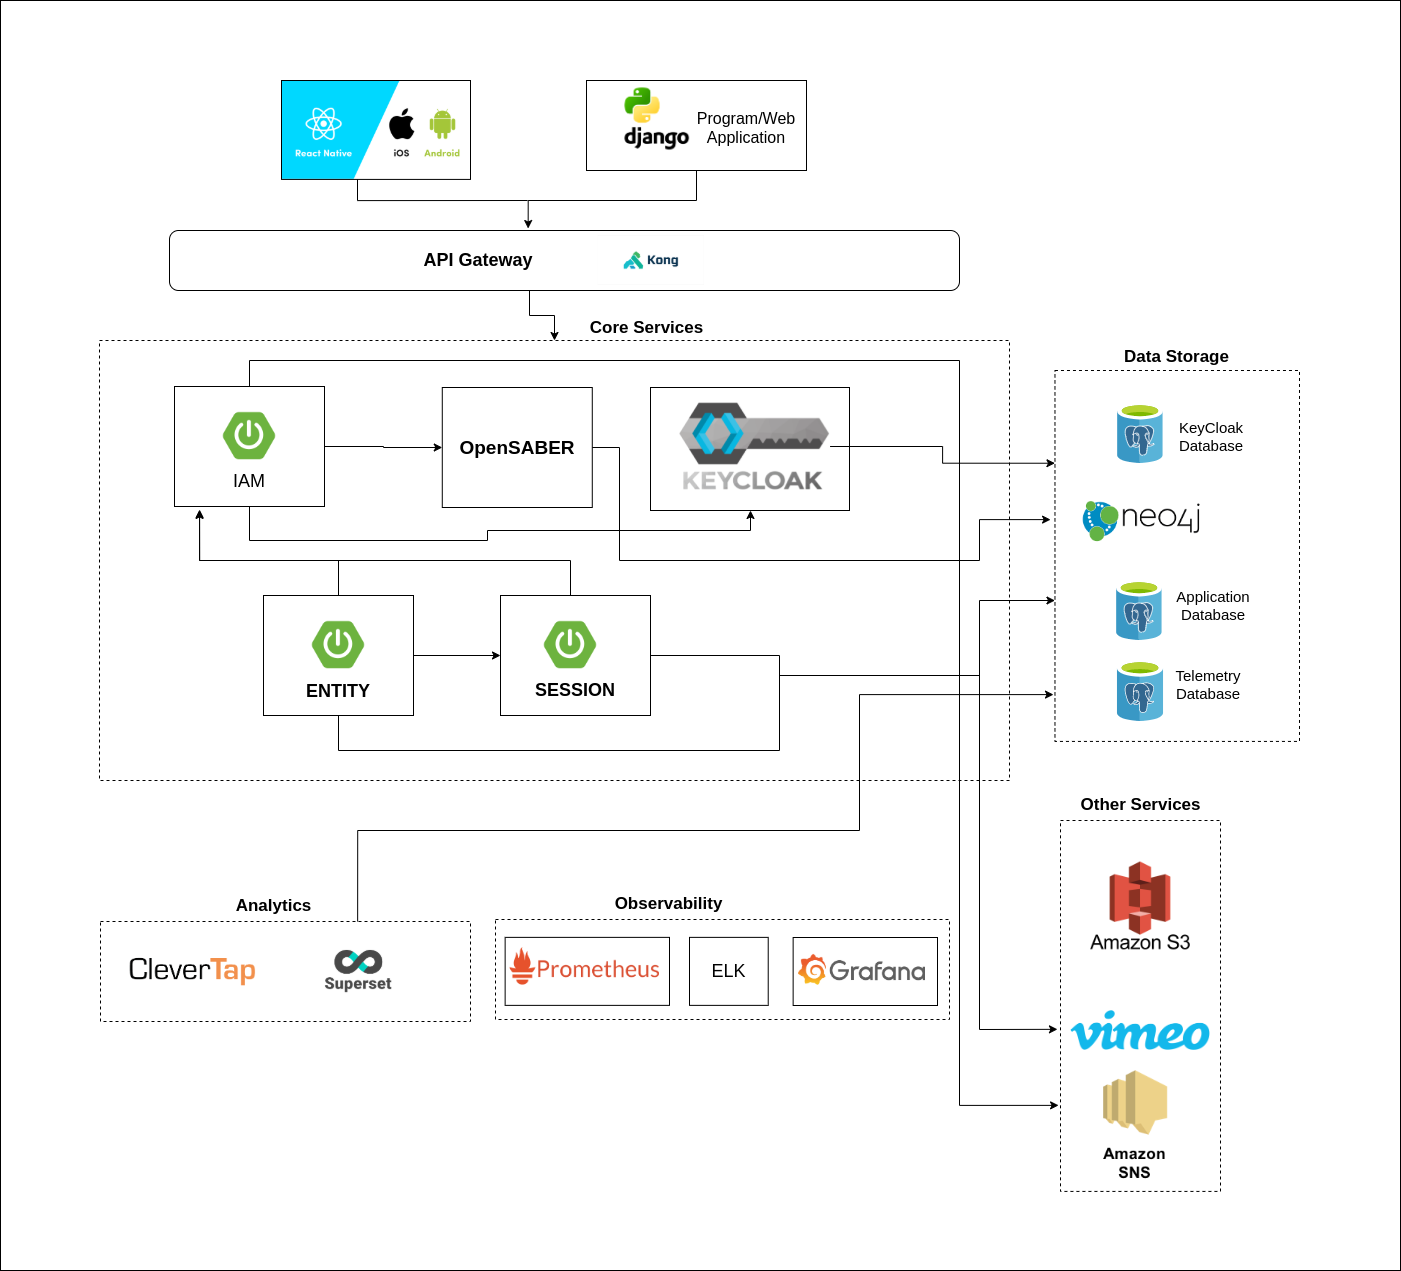 React Native
iOS
Android
django
Program/Web
Application
API Gateway
Kong
Core Services
Data Storage
IAM
OpenSABER
KEYCLOAK
KeyCloak
Database
neo4j
Application
Database
Telemetry
Database
ENTITY
SESSION
Other Services
Amazon S3
vimeo
Amazon
SNS
Analytics
CleverTap
Superset
Observability
Prometheus
ELK
Grafana